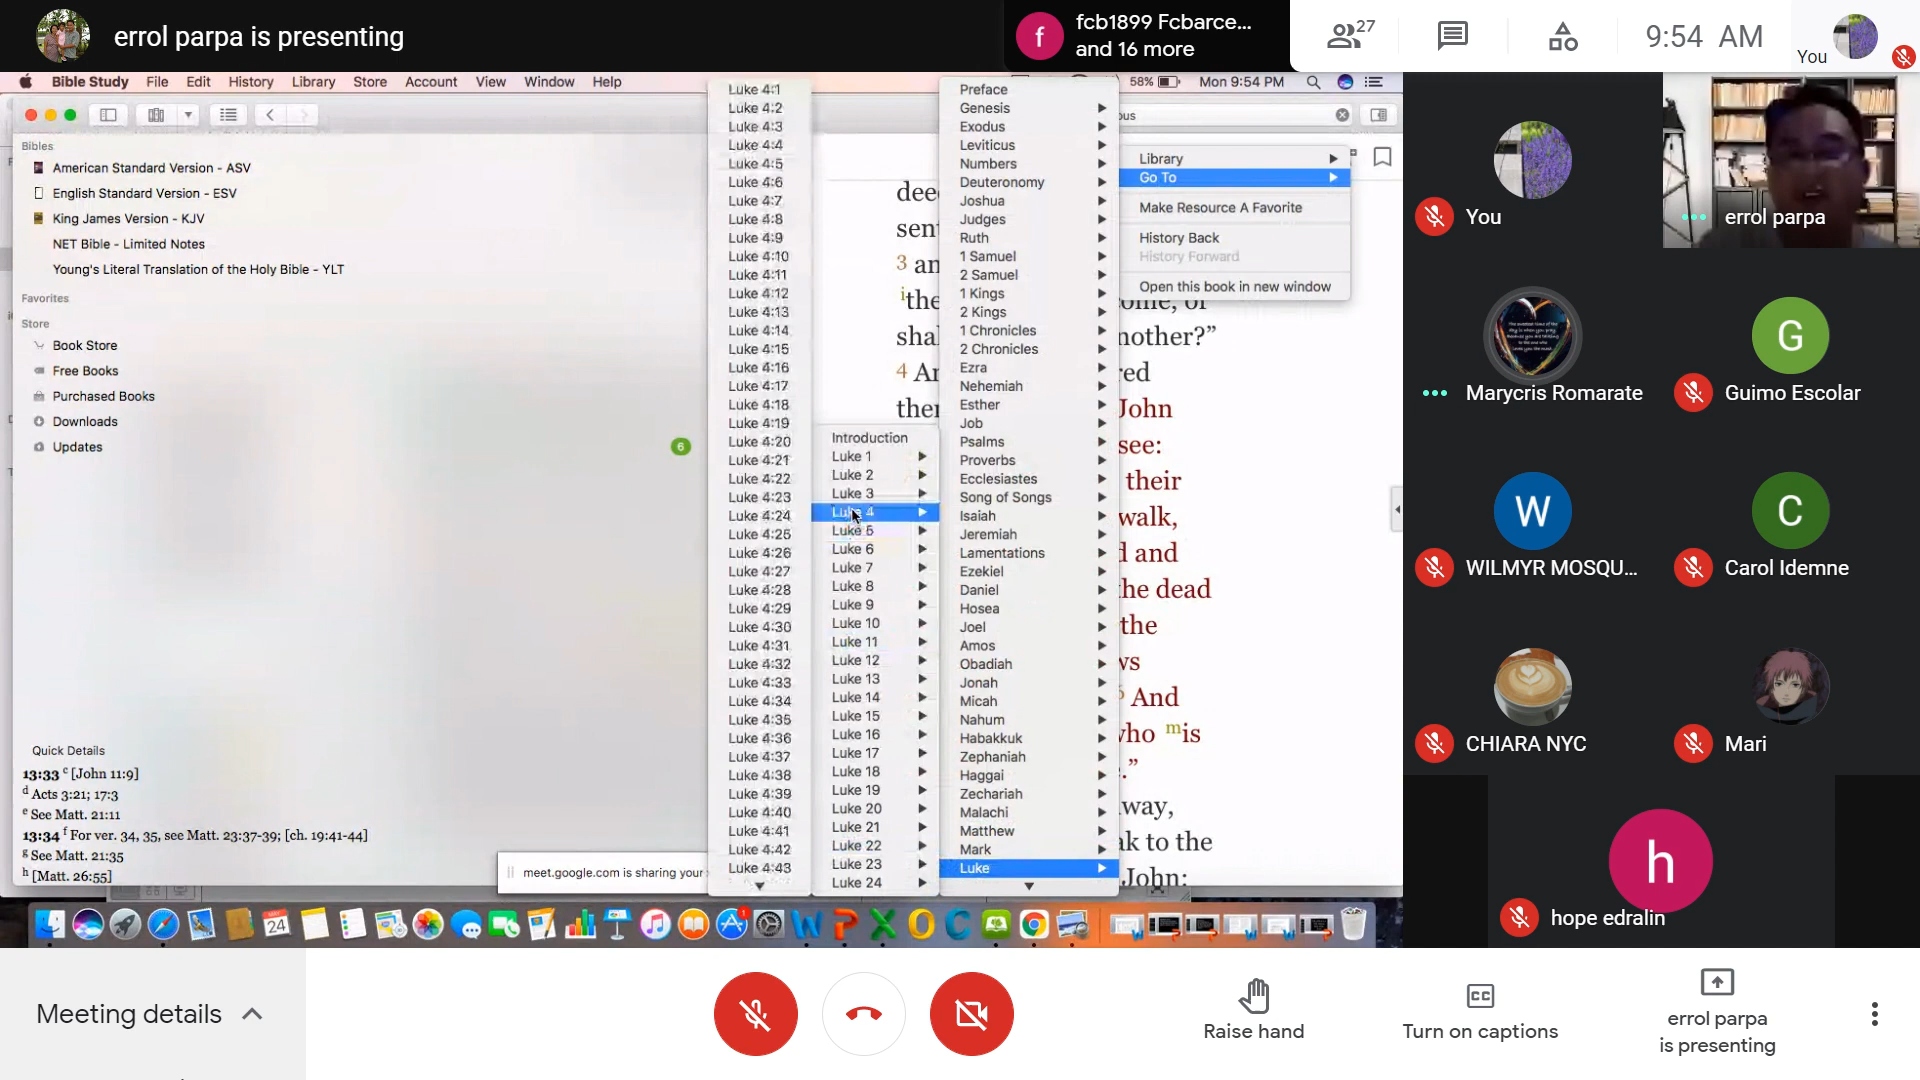 errol parpa is presenting
f
fcb1899 Fcbarce...
and 16 more
27
9:54 AM
You
Bible Study File Edit History Library Store Account View Window Help
58% Mon 9:54 PM
Bibles
American Standard Version - ASV
English Standard Version - ESV
King James Version - KJV
NET Bible - Limited Notes
Young's Literal Translation of the Holy Bible - YLT
Favorites
Store
Book Store
Free Books
Purchased Books
Downloads
Updates
6
Quick Details
13:33 c [John 11:9]
d Acts 3:21; 17:3
e See Matt. 21:11
13:34 f For ver. 34, 35, see Matt. 23:37-39; [ch. 19:41-44]
g See Matt. 21:35
h [Matt. 26:55]
meet.google.com is sharing your
Luke 4:1
Luke 4:2
Luke 4:3
Luke 4:4
Luke 4:5
Luke 4:6
Luke 4:7
Luke 4:8
Luke 4:9
Luke 4:10
Luke 4:11
Luke 4:12
Luke 4:13
Luke 4:14
Luke 4:15
Luke 4:16
Luke 4:17
Luke 4:18
Luke 4:19
Luke 4:20
Luke 4:21
Luke 4:22
Luke 4:23
Luke 4:24
Luke 4:25
Luke 4:26
Luke 4:27
Luke 4:28
Luke 4:29
Luke 4:30
Luke 4:31
Luke 4:32
Luke 4:33
Luke 4:34
Luke 4:35
Luke 4:36
Luke 4:37
Luke 4:38
Luke 4:39
Luke 4:40
Luke 4:41
Luke 4:42
Luke 4:43
Introduction
Luke 1
Luke 2
Luke 3
Luke 4
Luke 5
Luke 6
Luke 7
Luke 8
Luke 9
Luke 10
Luke 11
Luke 12
Luke 13
Luke 14
Luke 15
Luke 16
Luke 17
Luke 18
Luke 19
Luke 20
Luke 21
Luke 22
Luke 23
Luke 24
Preface
Genesis
Exodus
Leviticus
Numbers
Deuteronomy
Joshua
Judges
Ruth
1 Samuel
2 Samuel
1 Kings
2 Kings
1 Chronicles
2 Chronicles
Ezra
Nehemiah
Esther
Job
Psalms
Proverbs
Ecclesiastes
Song of Songs
Isaiah
Jeremiah
Lamentations
Ezekiel
Daniel
Hosea
Joel
Amos
Obadiah
Jonah
Micah
Nahum
Habakkuk
Zephaniah
Haggai
Zechariah
Malachi
Matthew
Mark
Luke
Library
Go To
Make Resource A Favorite
History Back
History Forward
Open this book in new window
3
i the
nother?”
4
John
see:
their
walk,
and
he dead
the
And
m is
way,
k to the
John:
24
1
You
errol parpa
Marycris Romarate
G
Guimo Escolar
W
WILMYR MOSQU...
C
Carol Idemne
CHIARA NYC
Mari
h
hope edralin
Meeting details
Raise hand
CC
Turn on captions
errol parpa
is presenting